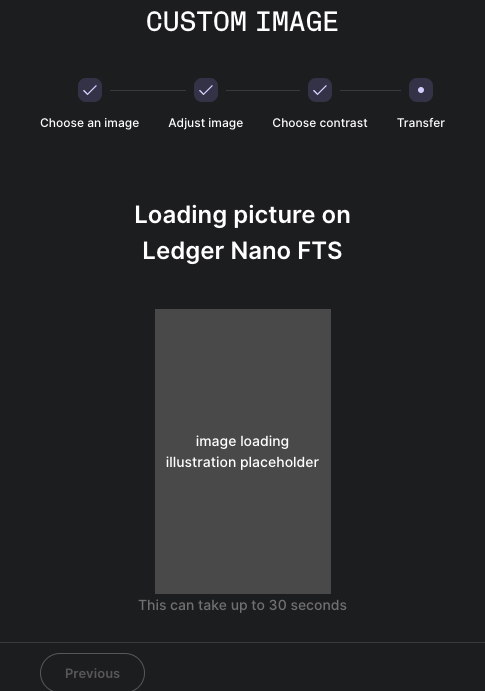 CUSTOM IMAGE
Choose an image
Adjust image
Choose contrast
Transfer
Loading picture on
Ledger Nano FTS
image loading
illustration placeholder
This can take up to 30 seconds
Previous